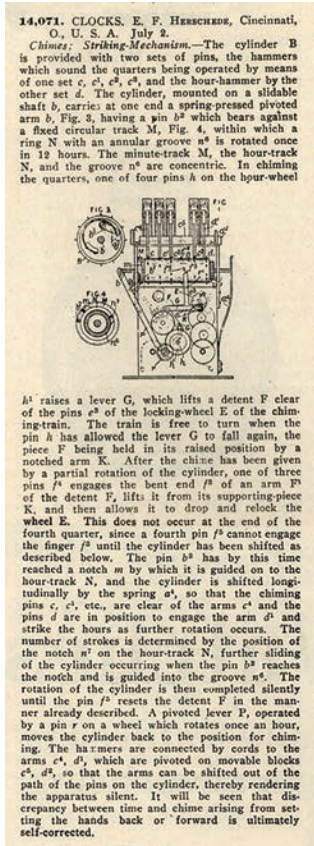 14,071. CLOCKS. E. F. HERSCHEDE, Cincinnati,
O., U. S. A. July 2.
Chimes; Striking-Mechanism.—The cylinder B
is provided with two sets of pins, the hammers
which sound the quarters being operated by means
of one set c, c¹, c², c³, and the hour-hammer by the
other set d. The cylinder, mounted on a slidable
shaft b, carries at one end a spring-pressed pivoted
arm b, Fig. 3, having a pin b² which bears against
a fixed circular track M, Fig. 4, within which a
ring N with an annular groove n⁶ is rotated once
in 12 hours. The minute-track M, the hour-track
N, and the groove n⁶ are concentric. In chiming
the quarters, one of four pins h on the hour-wheel
FIG 3
FIG.
FIG 4
h¹ raises a lever G, which lifts a detent F clear
of the pins e² of the locking-wheel E of the chim-
ing-train. The train is free to turn when the
pin h has allowed the lever G to fall again, the
piece F being held in its raised position by a
notched arm K. After the chime has been given
by a partial rotation of the cylinder, one of three
pins f⁴ engages the bent end f² of an arm F¹
of the detent F, lifts it from its supporting-piece
K, and then allows it to drop and relock the
wheel E. This does not occur at the end of the
fourth quarter, since a fourth pin f⁵ cannot engage
the finger f² until the cylinder has been shifted as
described below. The pin b² has by this time
reached a notch m by which it is guided on to the
hour-track N, and the cylinder is shifted longi-
tudinally by the spring a⁴, so that the chiming
pins c, c¹, etc., are clear of the arms c⁴ and the
pins d are in position to engage the arm d¹ and
strike the hours as further rotation occurs. The
number of strokes is determined by the position of
the notch n⁷ on the hour-track N, further sliding
of the cylinder occurring when the pin b² reaches
the notch and is guided into the groove n⁶. The
rotation of the cylinder is then completed silently
until the pin f⁵ resets the detent F in the man-
ner already described. A pivoted lever P, operated
by a pin r on a wheel which rotates once an hour,
moves the cylinder back to the position for chim-
ing. The hammers are connected by cords to the
arms c⁴, d¹, which are pivoted on movable blocks
c⁵, d², so that the arms can be shifted out of the
path of the pins on the cylinder, thereby rendering
the apparatus silent. It will be seen that dis-
crepancy between time and chime arising from set-
ting the hands back or forward is ultimately
self-corrected.